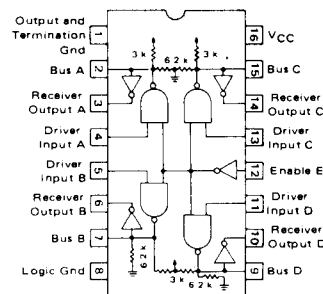 Output and
Termination
Gnd
1
16
VCC
3 k
6 2 k
3 k
Bus A
2
15
Bus C
Receiver
Output A
3
14
Receiver
Output C
Driver
Input A
4
13
Driver
Input C
Driver
Input B
5
12
Enable E
Receiver
Output B
6
11
Driver
Input D
Bus B
7
10
Receiver
Output D
6 2 k
3 k
6 2 k
Logic Gnd
8
9
Bus D